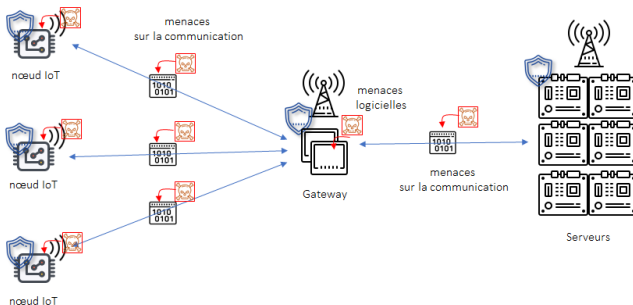 menaces
sur la communication
nœud IoT
1010
0101
menaces
logicielles
nœud IoT
1010
0101
1010
0101
menaces
sur la communication
Gateway
1010
0101
Serveurs
nœud IoT